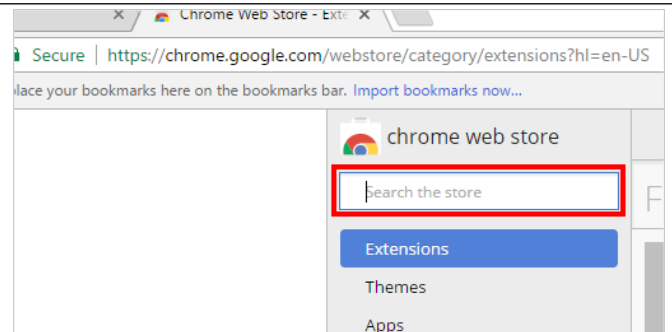 Chrome Web Store - Exte
Secure | https://chrome.google.com/webstore/category/extensions?hl=en-US
lace your bookmarks here on the bookmarks bar. Import bookmarks now...
chrome web store
Search the store
F
Extensions
Themes
Apps